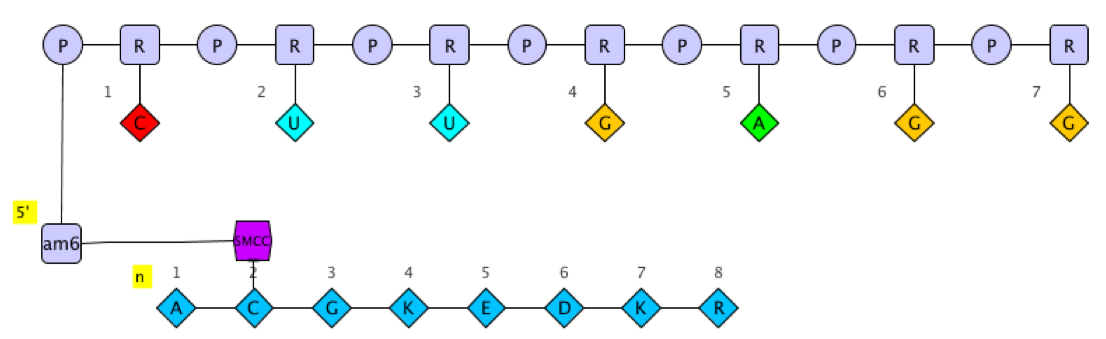 P R P R P R P R P R P R P R
1 2 3 4 5 6 7
C U U G A G G
5'
am6 SMCC
n 1 2 3 4 5 6 7 8
A C G K E D K R